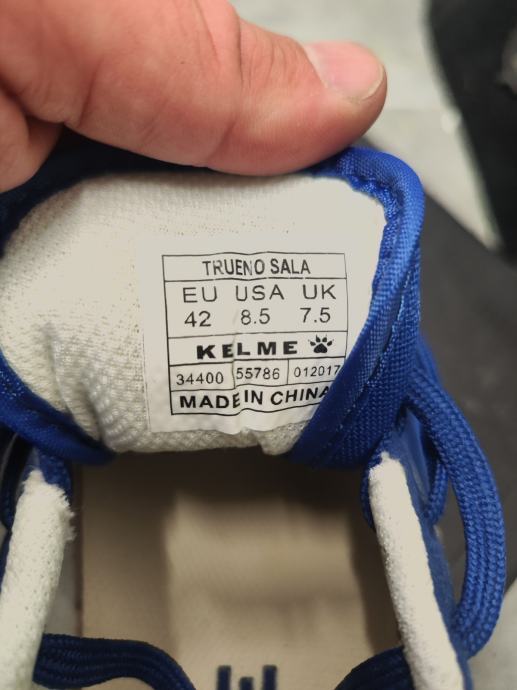 TRUENO SALA
EU USA UK
42 8.5 7.5
KELME
34400 55786 012017
MADE IN CHINA